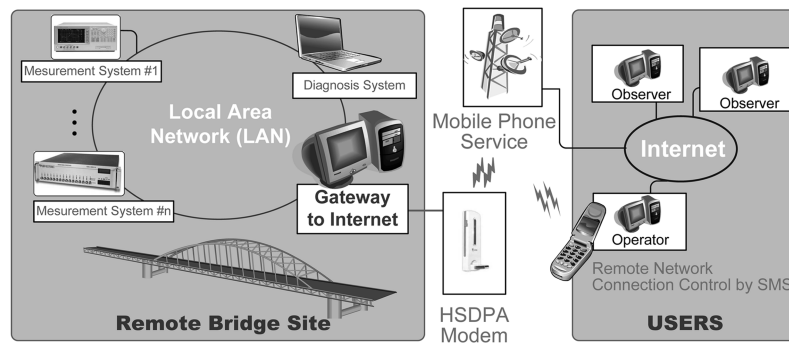 Mesurement System #1
Diagnosis System
Local Area
Network (LAN)
Mesurement System #n
Gateway
to Internet
Remote Bridge Site
Mobile Phone
Service
HSDPA
Modem
Observer
Observer
Internet
Operator
Remote Network
Connection Control by SMS
USERS